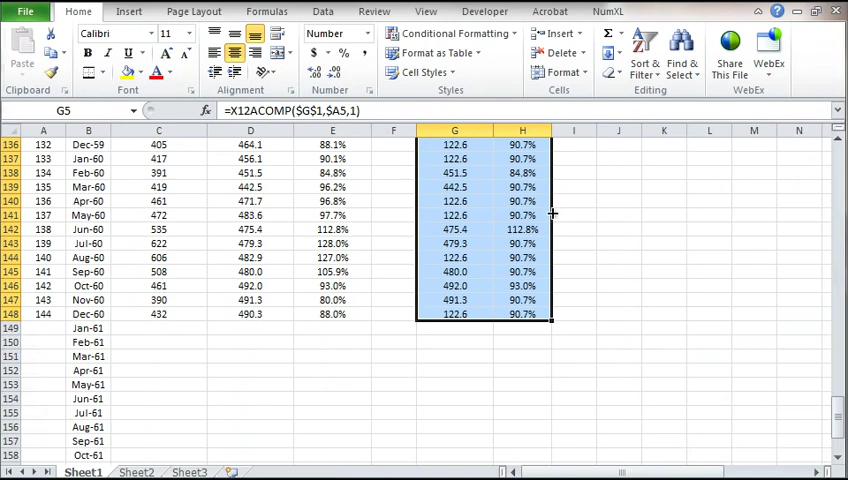 File Home Insert Page Layout Formulas Data Review View Developer Acrobat NumXL
Calibri 11 Number Conditional Formatting Insert Σ
Paste B I U A A $ % , Format as Table Delete Sort & Find & Share WebEx
Cell Styles Format Filter Select This File
Clipboard Font Alignment Number Styles Cells Editing Share WebEx
G5 fx =X12ACOMP($G$1,$A5,1)
A B C D E F G H I J K L M N
136 132 Dec-59 405 464.1 88.1% 122.6 90.7%
137 133 Jan-60 417 456.1 90.1% 122.6 90.7%
138 134 Feb-60 391 451.5 84.8% 451.5 84.8%
139 135 Mar-60 419 442.5 96.2% 442.5 90.7%
140 136 Apr-60 461 471.7 96.8% 122.6 90.7%
141 137 May-60 472 483.6 97.7% 122.6 90.7%
142 138 Jun-60 535 475.4 112.8% 475.4 112.8%
143 139 Jul-60 622 479.3 128.0% 479.3 90.7%
144 140 Aug-60 606 482.9 127.0% 122.6 90.7%
145 141 Sep-60 508 480.0 105.9% 480.0 90.7%
146 142 Oct-60 461 492.0 93.0% 492.0 93.0%
147 143 Nov-60 390 491.3 80.0% 491.3 90.7%
148 144 Dec-60 432 490.3 88.0% 122.6 90.7%
149 Jan-61
150 Feb-61
151 Mar-61
152 Apr-61
153 May-61
154 Jun-61
155 Jul-61
156 Aug-61
157 Sep-61
158 Oct-61
Sheet1 Sheet2 Sheet3